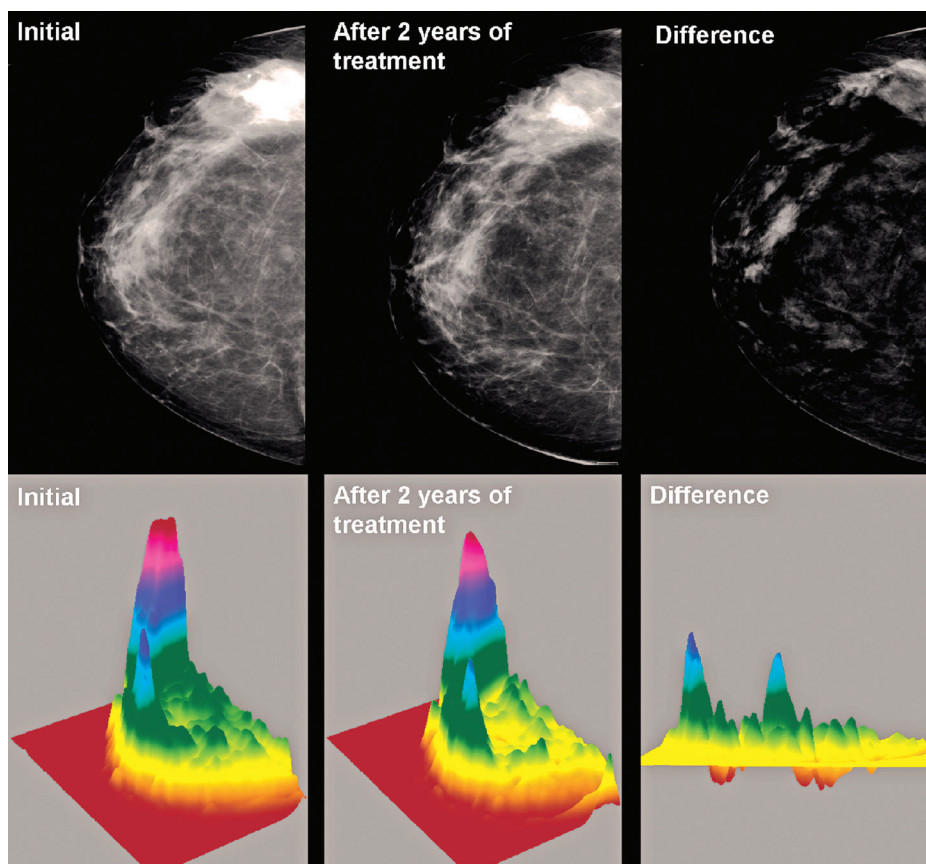 Initial
After 2 years of
treatment
Difference
Initial
After 2 years of
treatment
Difference